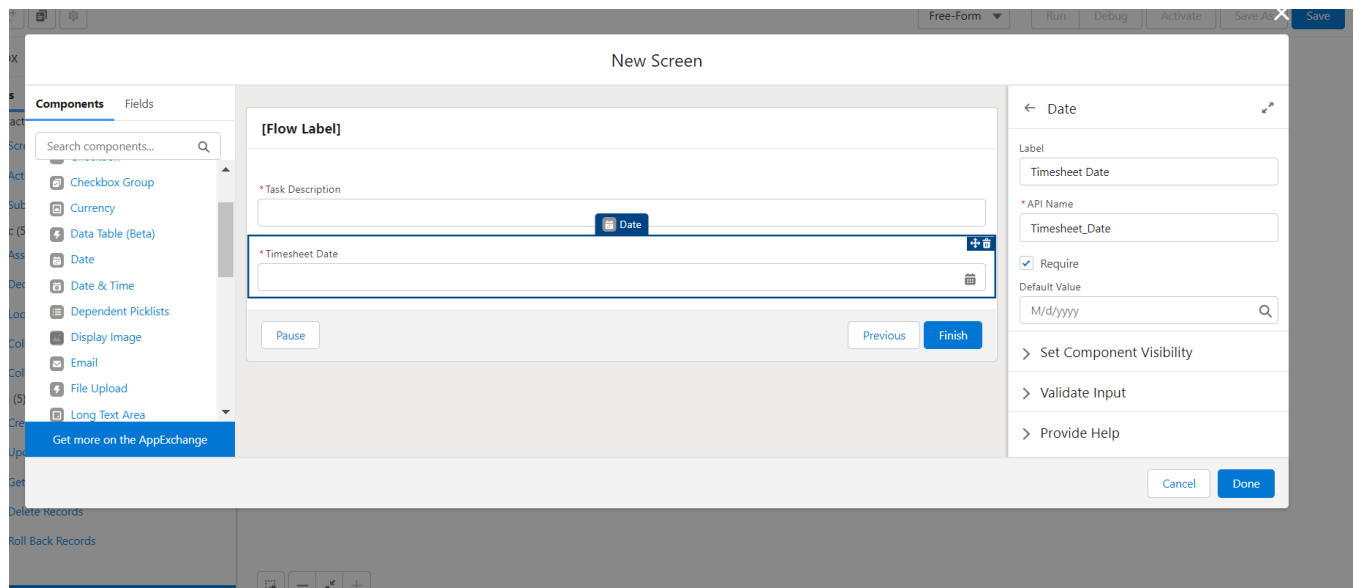 Free-Form
Run
Debug
Activate
Save As
Save
New Screen
Components
Fields
Search components...
Checkbox
Checkbox Group
Currency
Data Table (Beta)
Date
Date & Time
Dependent Picklists
Display Image
Email
File Upload
Long Text Area
Get more on the AppExchange
Delete Records
Roll Back Records
[Flow Label]
*Task Description
Date
*Timesheet Date
Pause
Previous
Finish
Date
Label
Timesheet Date
*API Name
Timesheet_Date
Require
Default Value
M/d/yyyy
Set Component Visibility
Validate Input
Provide Help
Cancel
Done